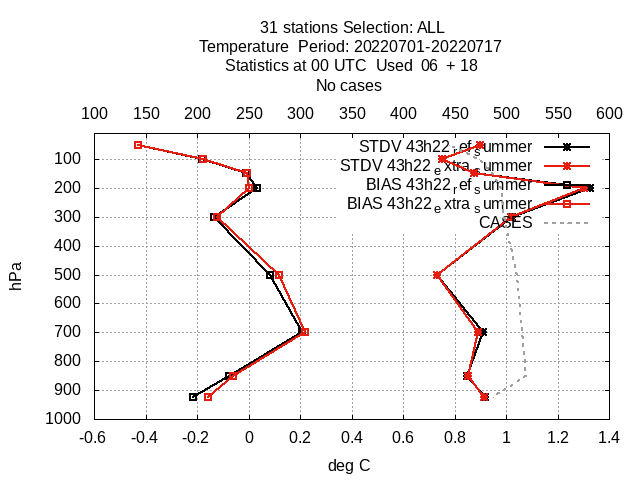 31 stations Selection: ALL
Temperature  Period: 20220701-20220717
Statistics at 00 UTC  Used  06  + 18
No cases
100 150 200 250 300 350 400 450 500 550 600
STDV 43h22_ref_summer
STDV 43h22_extra_summer
BIAS 43h22_ref_summer
BIAS 43h22_extra_summer
CASES
100
200
300
400
500
600
700
800
900
1000
hPa
-0.6 -0.4 -0.2 0 0.2 0.4 0.6 0.8 1 1.2 1.4
deg C